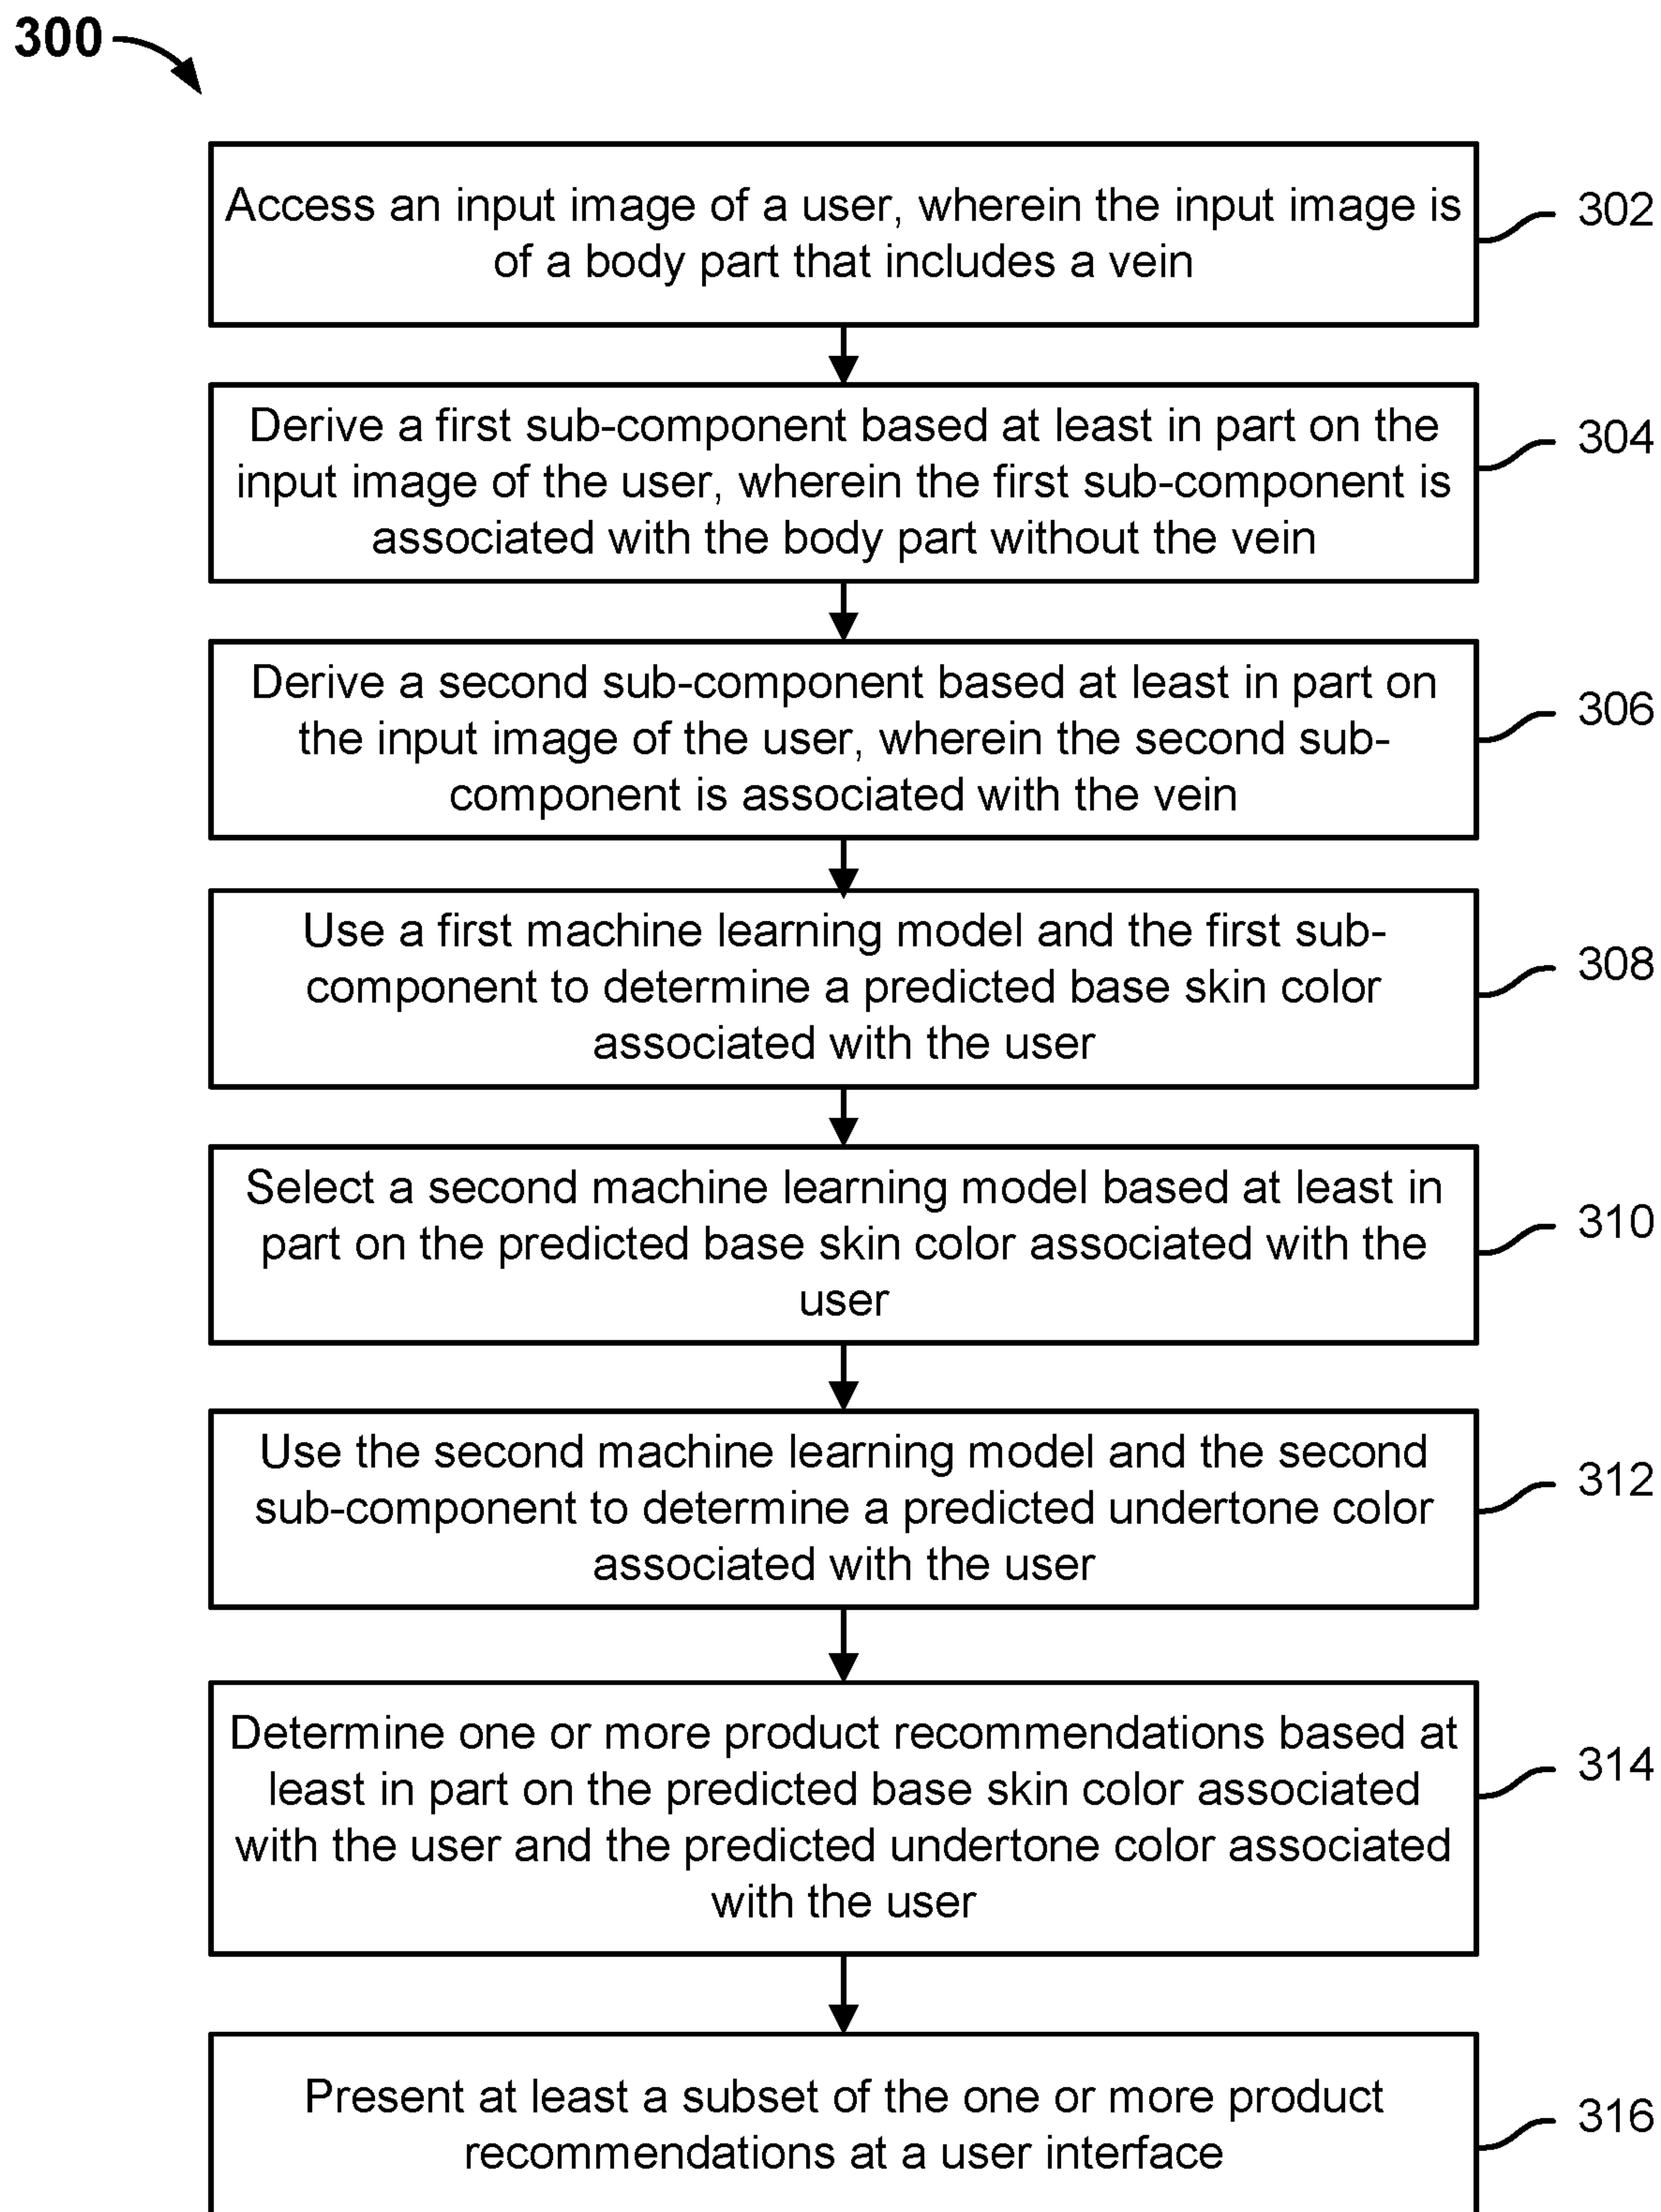 300
Access an input image of a user, wherein the input image is
of a body part that includes a vein
302
Derive a first sub-component based at least in part on the
input image of the user, wherein the first sub-component is
associated with the body part without the vein
304
Derive a second sub-component based at least in part on
the input image of the user, wherein the second sub-
component is associated with the vein
306
Use a first machine learning model and the first sub-
component to determine a predicted base skin color
associated with the user
308
Select a second machine learning model based at least in
part on the predicted base skin color associated with the
user
310
Use the second machine learning model and the second
sub-component to determine a predicted undertone color
associated with the user
312
Determine one or more product recommendations based at
least in part on the predicted base skin color associated
with the user and the predicted undertone color associated
with the user
314
Present at least a subset of the one or more product
recommendations at a user interface
316